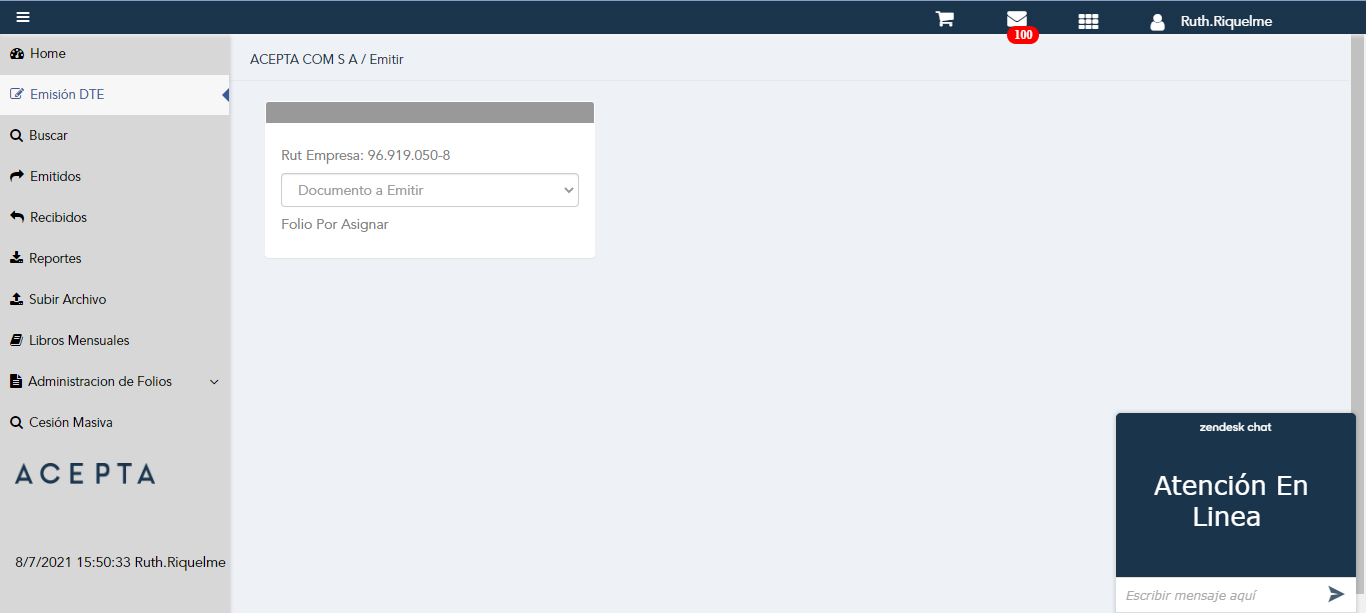 Ruth.Riquelme
100
Home
Emisión DTE
Buscar
Emitidos
Recibidos
Reportes
Subir Archivo
Libros Mensuales
Administracion de Folios
Cesión Masiva
ACEPTA
8/7/2021 15:50:33 Ruth.Riquelme
ACEPTA COM S A / Emitir
Rut Empresa: 96.919.050-8
Documento a Emitir
Folio Por Asignar
zendesk chat
Atención En
Linea
Escribir mensaje aquí